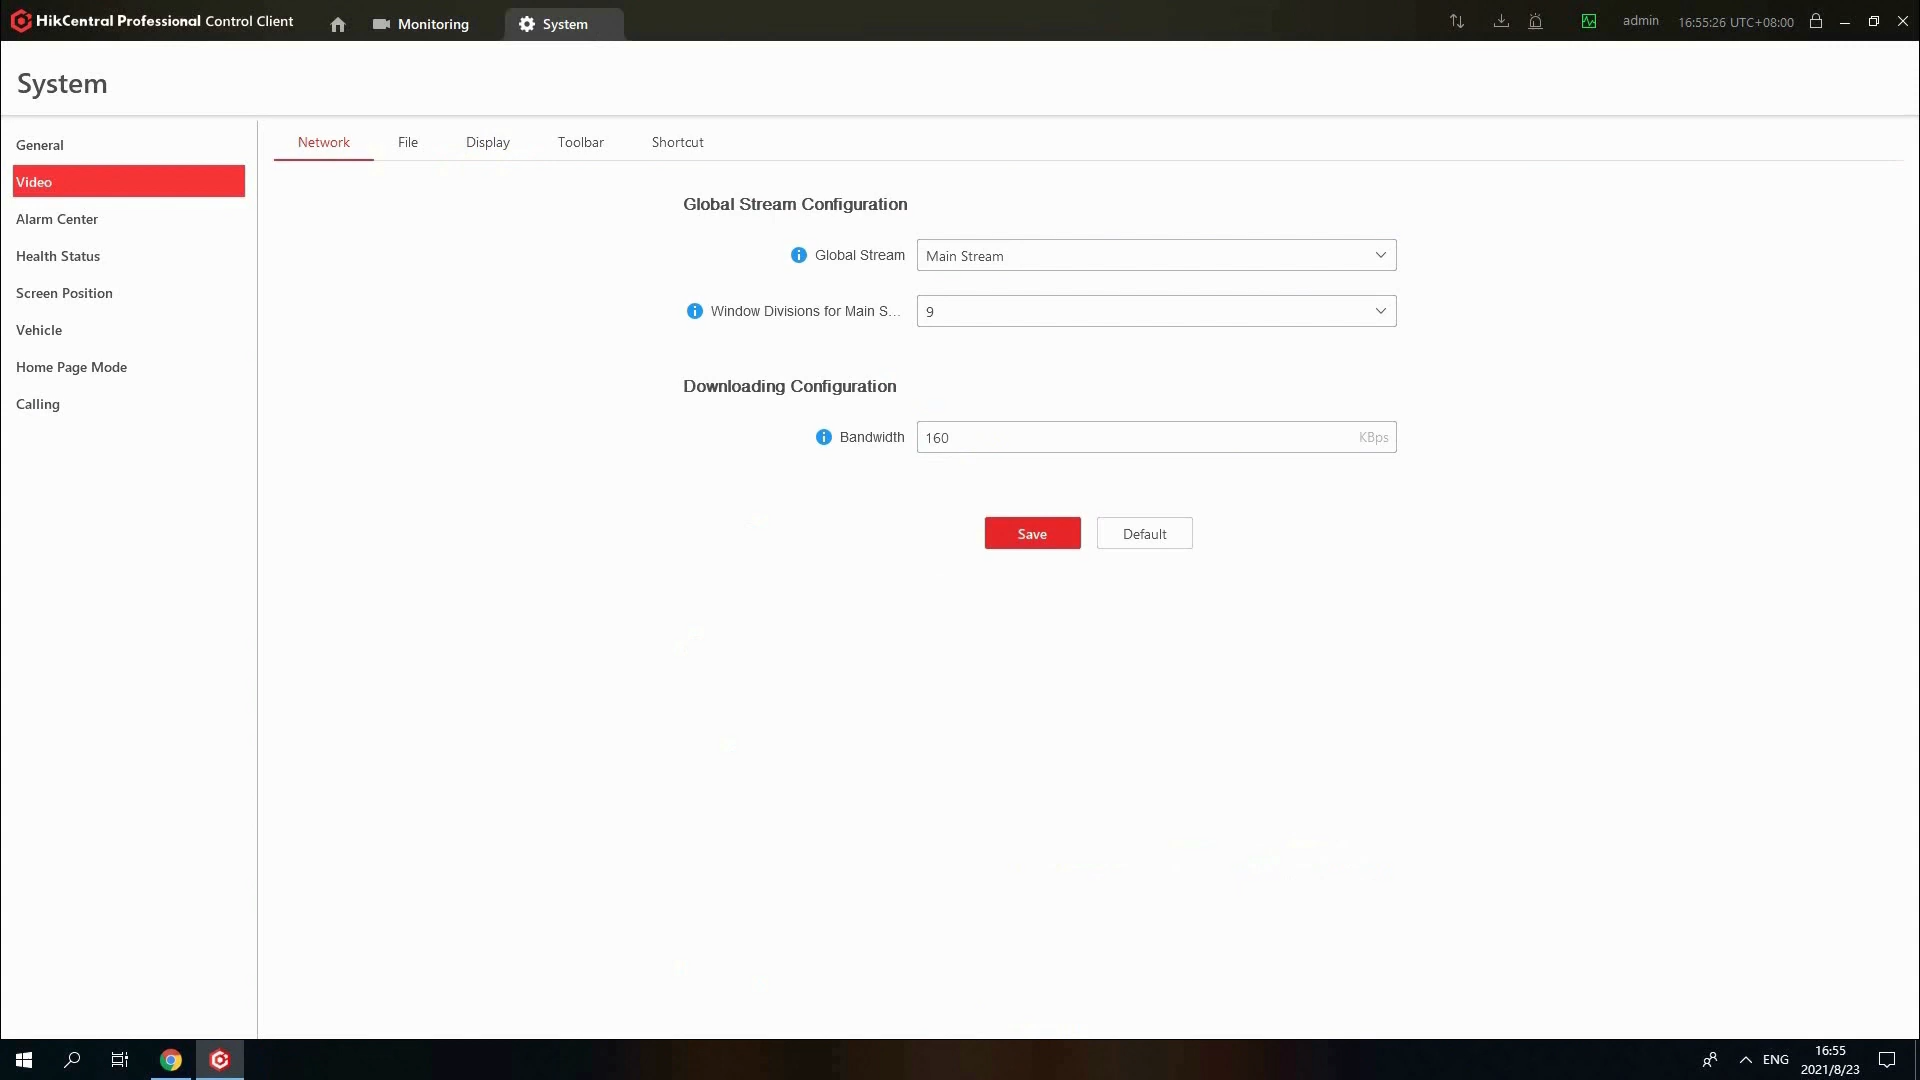 HikCentral Professional Control Client
Monitoring
System
admin
16:55:26 UTC+08:00
System
General
Video
Alarm Center
Health Status
Screen Position
Vehicle
Home Page Mode
Calling
Network
File
Display
Toolbar
Shortcut
Global Stream Configuration
Global Stream
Main Stream
Window Divisions for Main S...
9
Downloading Configuration
Bandwidth
160
KBps
Save
Default
ENG
16:55
2021/8/23